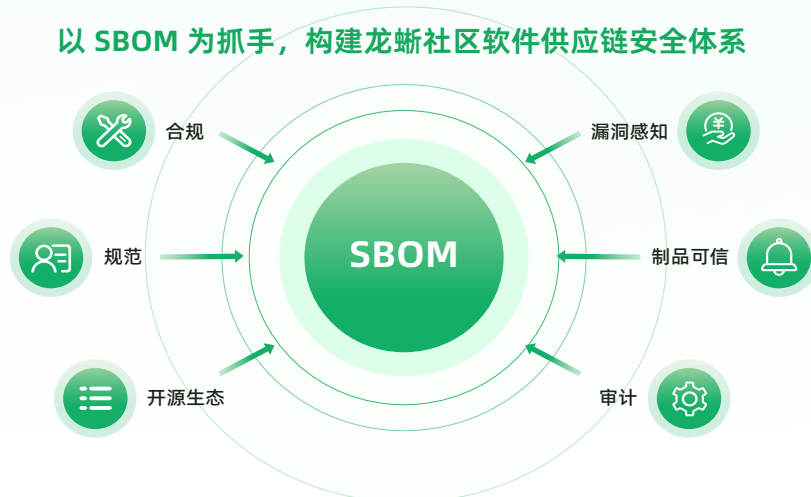 以 SBOM 为抓手，构建龙蜥社区软件供应链安全体系
合规
漏洞感知
规范
SBOM
制品可信
开源生态
审计